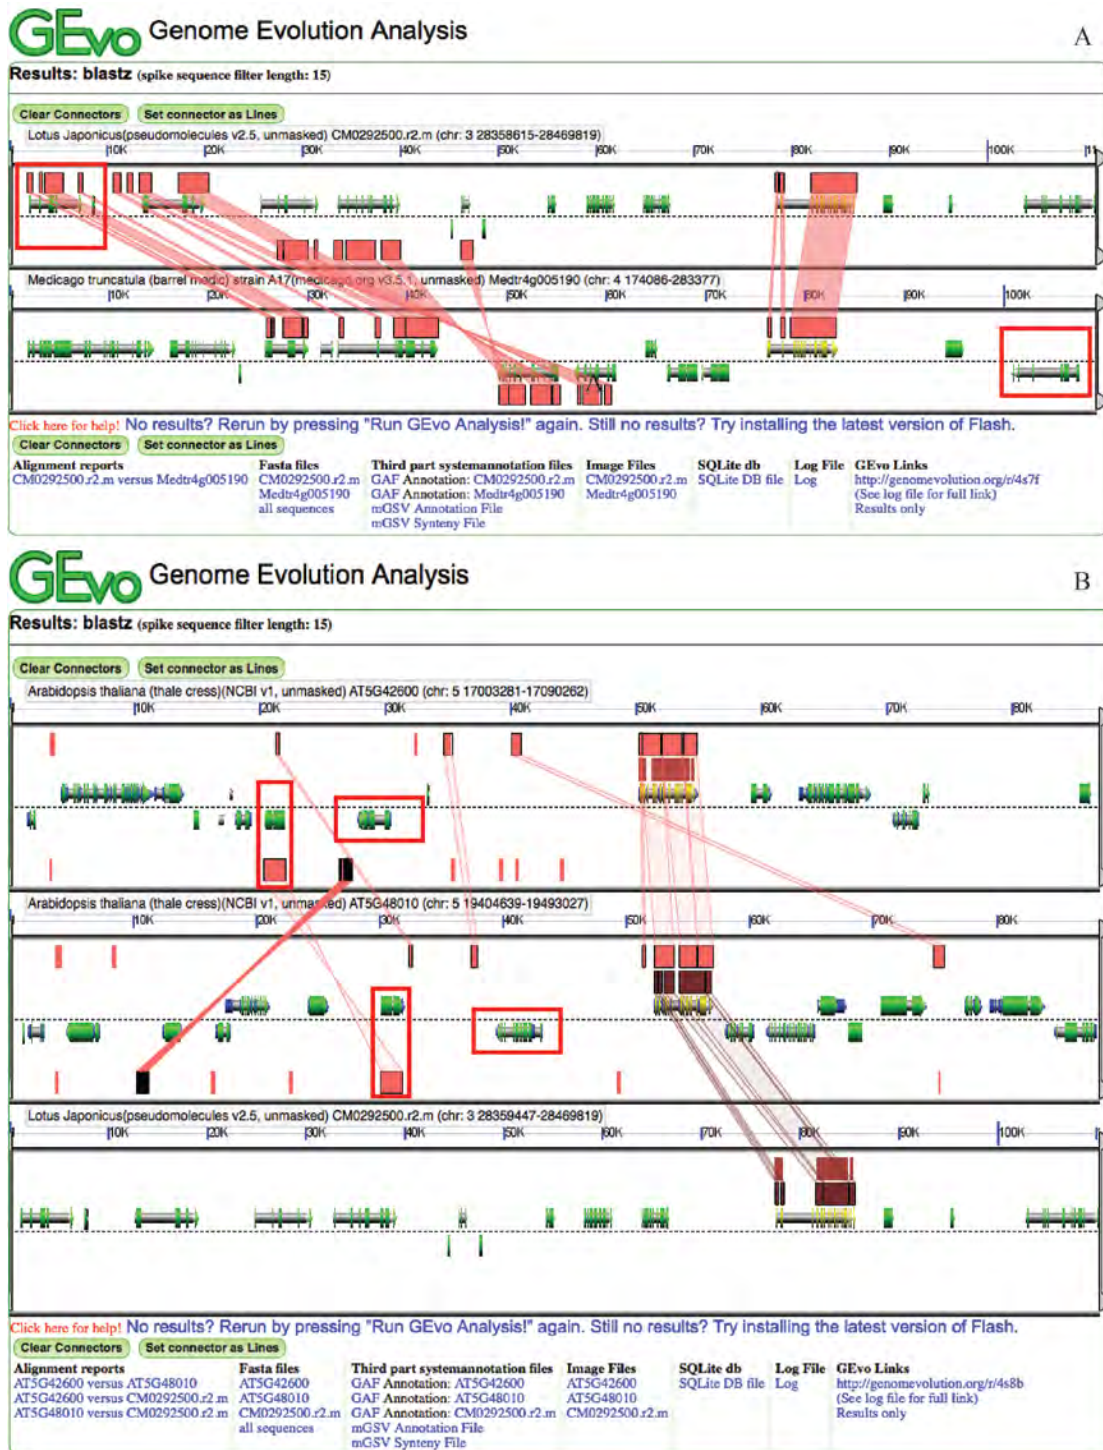 GEvo Genome Evolution Analysis A
Results: blastz (spike sequence filter length: 15)
Clear Connectors Set connector as Lines
Lotus Japonicus(pseudomolecules v2.5, unmasked) CM0292500.r2.m (chr: 3 28358615-28469819)
10K 20K 30K 40K 50K 60K 70K 80K 90K 100K 11
Medicago truncatula (barrel medic) strain A17(medicago.org v3.5.1, unmasked) Medtr4g005190 (chr: 4 174086-283377)
10K 20K 30K 40K 50K 60K 70K 80K 90K 100K
Click here for help! No results? Rerun by pressing "Run GEvo Analysis!" again. Still no results? Try installing the latest version of Flash.
Clear Connectors Set connector as Lines
Alignment reports Fasta files Third part systemannotation files Image Files SQLite db Log File GEvo Links
CM0292500.r2.m versus Medtr4g005190 CM0292500.r2.m GAF Annotation: CM0292500.r2.m CM0292500.r2.m SQLite DB file Log http://genomevolution.org/r/4s7f
Medtr4g005190 GAF Annotation: Medtr4g005190 Medtr4g005190 (See log file for full link)
all sequences mGSV Annotation File Results only
mGSV Synteny File
GEvo Genome Evolution Analysis B
Results: blastz (spike sequence filter length: 15)
Clear Connectors Set connector as Lines
Arabidopsis thaliana (thale cress)(NCBI v1, unmasked) AT5G42600 (chr: 5 17003281-17090262)
10K 20K 30K 40K 50K 60K 70K 80K
Arabidopsis thaliana (thale cress)(NCBI v1, unmasked) AT5G48010 (chr: 5 19404639-19493027)
10K 20K 30K 40K 50K 60K 70K 80K
Lotus Japonicus(pseudomolecules v2.5, unmasked) CM0292500.r2.m (chr: 3 28359447-28469819)
10K 20K 30K 40K 50K 60K 70K 80K 90K 100K
Click here for help! No results? Rerun by pressing "Run GEvo Analysis!" again. Still no results? Try installing the latest version of Flash.
Clear Connectors Set connector as Lines
Alignment reports Fasta files Third part systemannotation files Image Files SQLite db Log File GEvo Links
AT5G42600 versus AT5G48010 AT5G42600 GAF Annotation: AT5G42600 AT5G42600 SQLite DB file Log http://genomevolution.org/r/4s8b
AT5G42600 versus CM0292500.r2.m AT5G48010 GAF Annotation: AT5G48010 AT5G48010 (See log file for full link)
AT5G48010 versus CM0292500.r2.m CM0292500.r2.m GAF Annotation: CM0292500.r2.m CM0292500.r2.m Results only
all sequences mGSV Annotation File
mGSV Synteny File